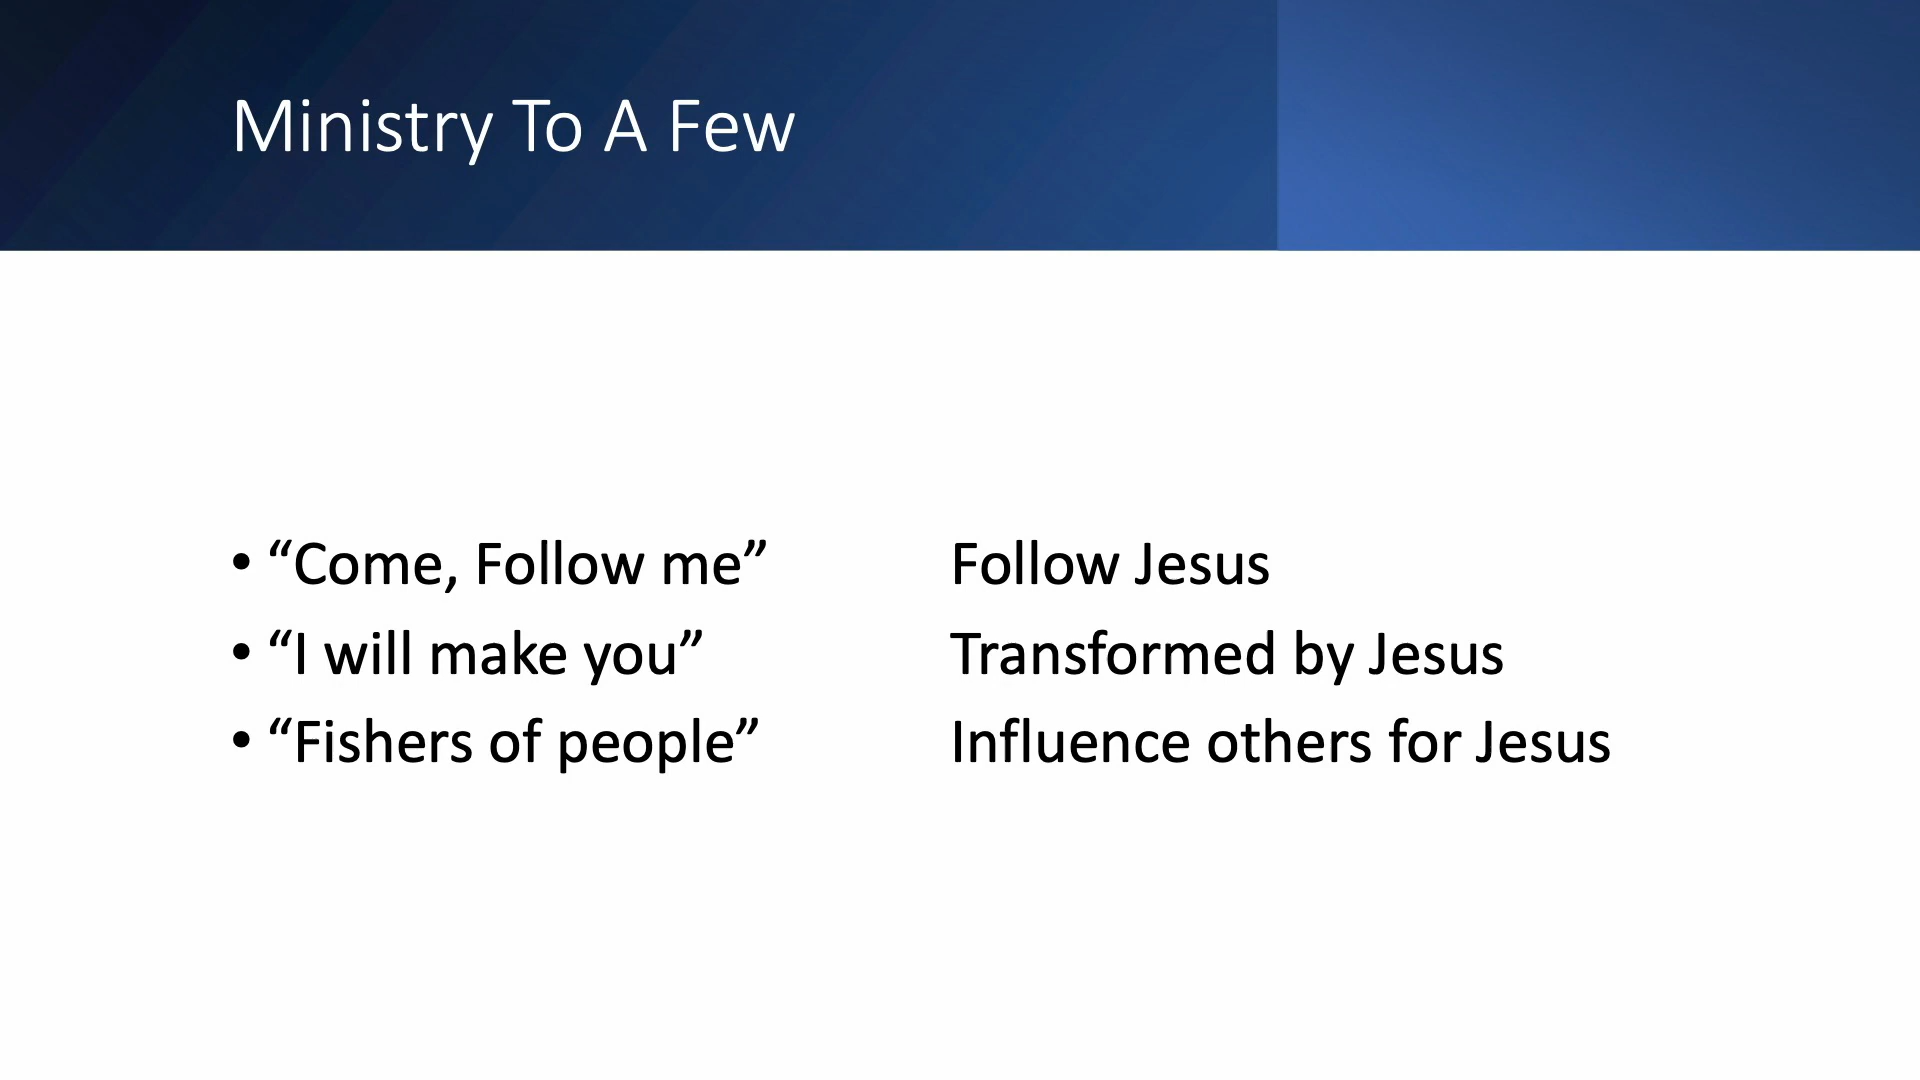 Ministry To A Few
• “Come, Follow me” Follow Jesus
• “I will make you” Transformed by Jesus
• “Fishers of people” Influence others for Jesus